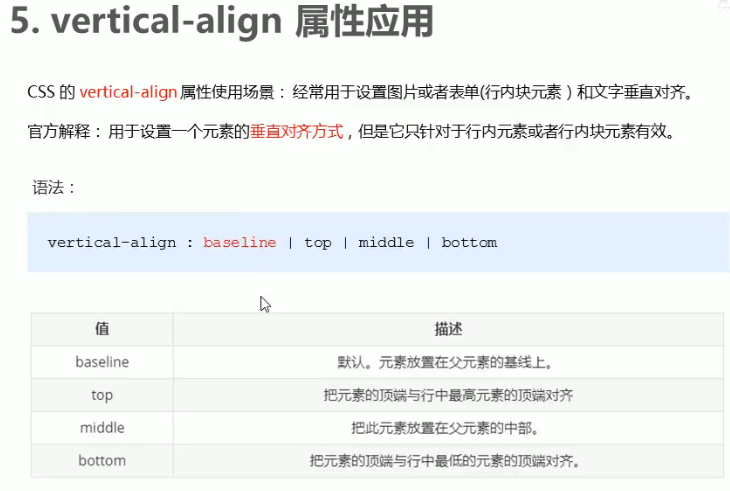 5. vertical-align 属性应用
CSS 的 vertical-align 属性使用场景： 经常用于设置图片或者表单(行内块元素 ) 和文字垂直对齐。
官方解释： 用于设置一个元素的垂直对齐方式，但是它只针对于行内元素或者行内块元素有效。
语法：
vertical-align : baseline | top | middle | bottom
值 描述
baseline 默认。元素放置在父元素的基线上。
top 把元素的顶端与行中最高元素的顶端对齐
middle 把此元素放置在父元素的中部。
bottom 把元素的顶端与行中最低的元素的顶端对齐。